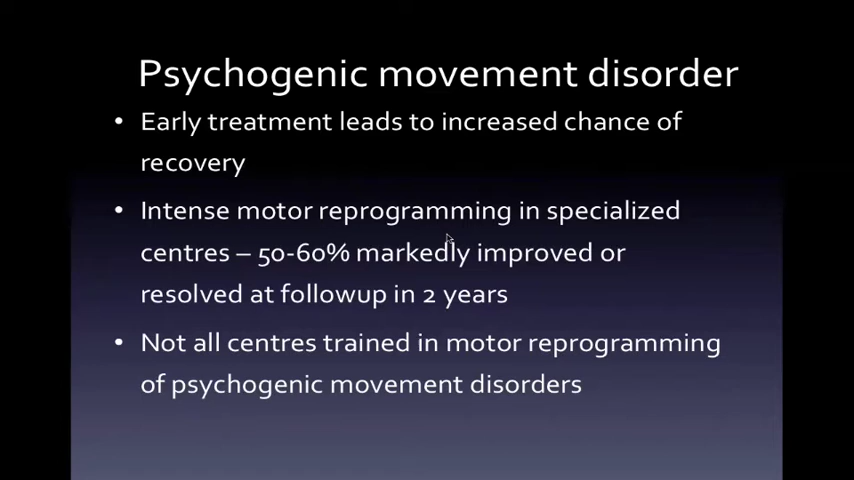 Psychogenic movement disorder
• Early treatment leads to increased chance of
recovery
• Intense motor reprogramming in specialized
centres – 50-60% markedly improved or
resolved at followup in 2 years
• Not all centres trained in motor reprogramming
of psychogenic movement disorders